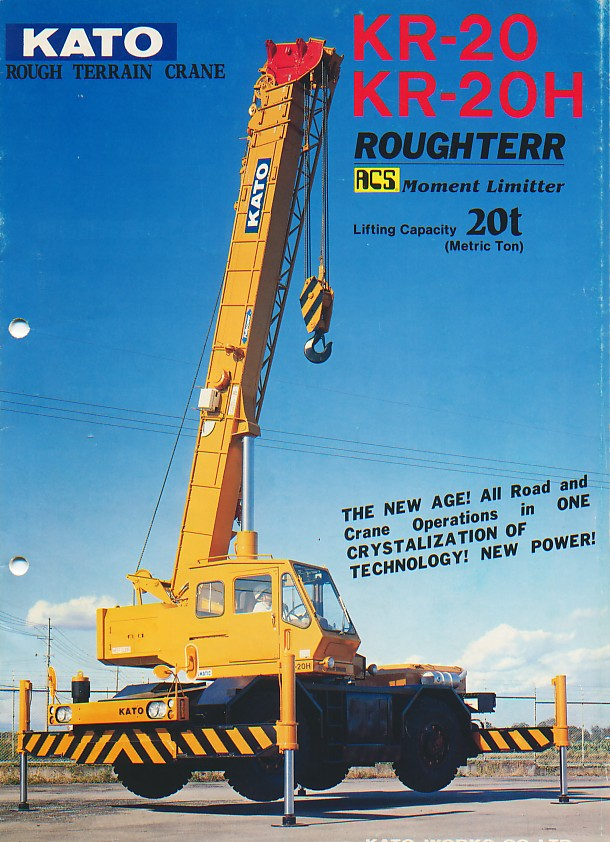 KATO
ROUGH TERRAIN CRANE
KR-20
KR-20H
ROUGHTERR
ACS Moment Limitter
Lifting Capacity 20t
(Metric Ton)
KATO
THE NEW AGE! All Road and
Crane Operations in ONE
CRYSTALIZATION OF
TECHNOLOGY! NEW POWER!
-20H
KATO
KATO WORKS CO.,LTD.